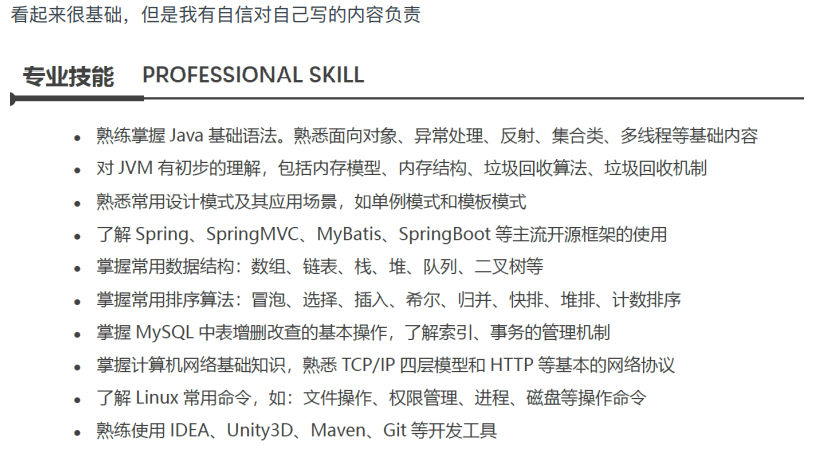 看起来很基础，但是我有自信对自己写的内容负责
专业技能 PROFESSIONAL SKILL
• 熟练掌握 Java 基础语法。熟悉面向对象、异常处理、反射、集合类、多线程等基础内容
• 对 JVM 有初步的理解，包括内存模型、内存结构、垃圾回收算法、垃圾回收机制
• 熟悉常用设计模式及其应用场景，如单例模式和模板模式
• 了解 Spring、SpringMVC、MyBatis、SpringBoot 等主流开源框架的使用
• 掌握常用数据结构：数组、链表、栈、堆、队列、二叉树等
• 掌握常用排序算法：冒泡、选择、插入、希尔、归并、快排、堆排、计数排序
• 掌握 MySQL 中表增删改查的基本操作，了解索引、事务的管理机制
• 掌握计算机网络基础知识，熟悉 TCP/IP 四层模型和 HTTP 等基本的网络协议
• 了解 Linux 常用命令，如：文件操作、权限管理、进程、磁盘等操作命令
• 熟练使用 IDEA、Unity3D、Maven、Git 等开发工具